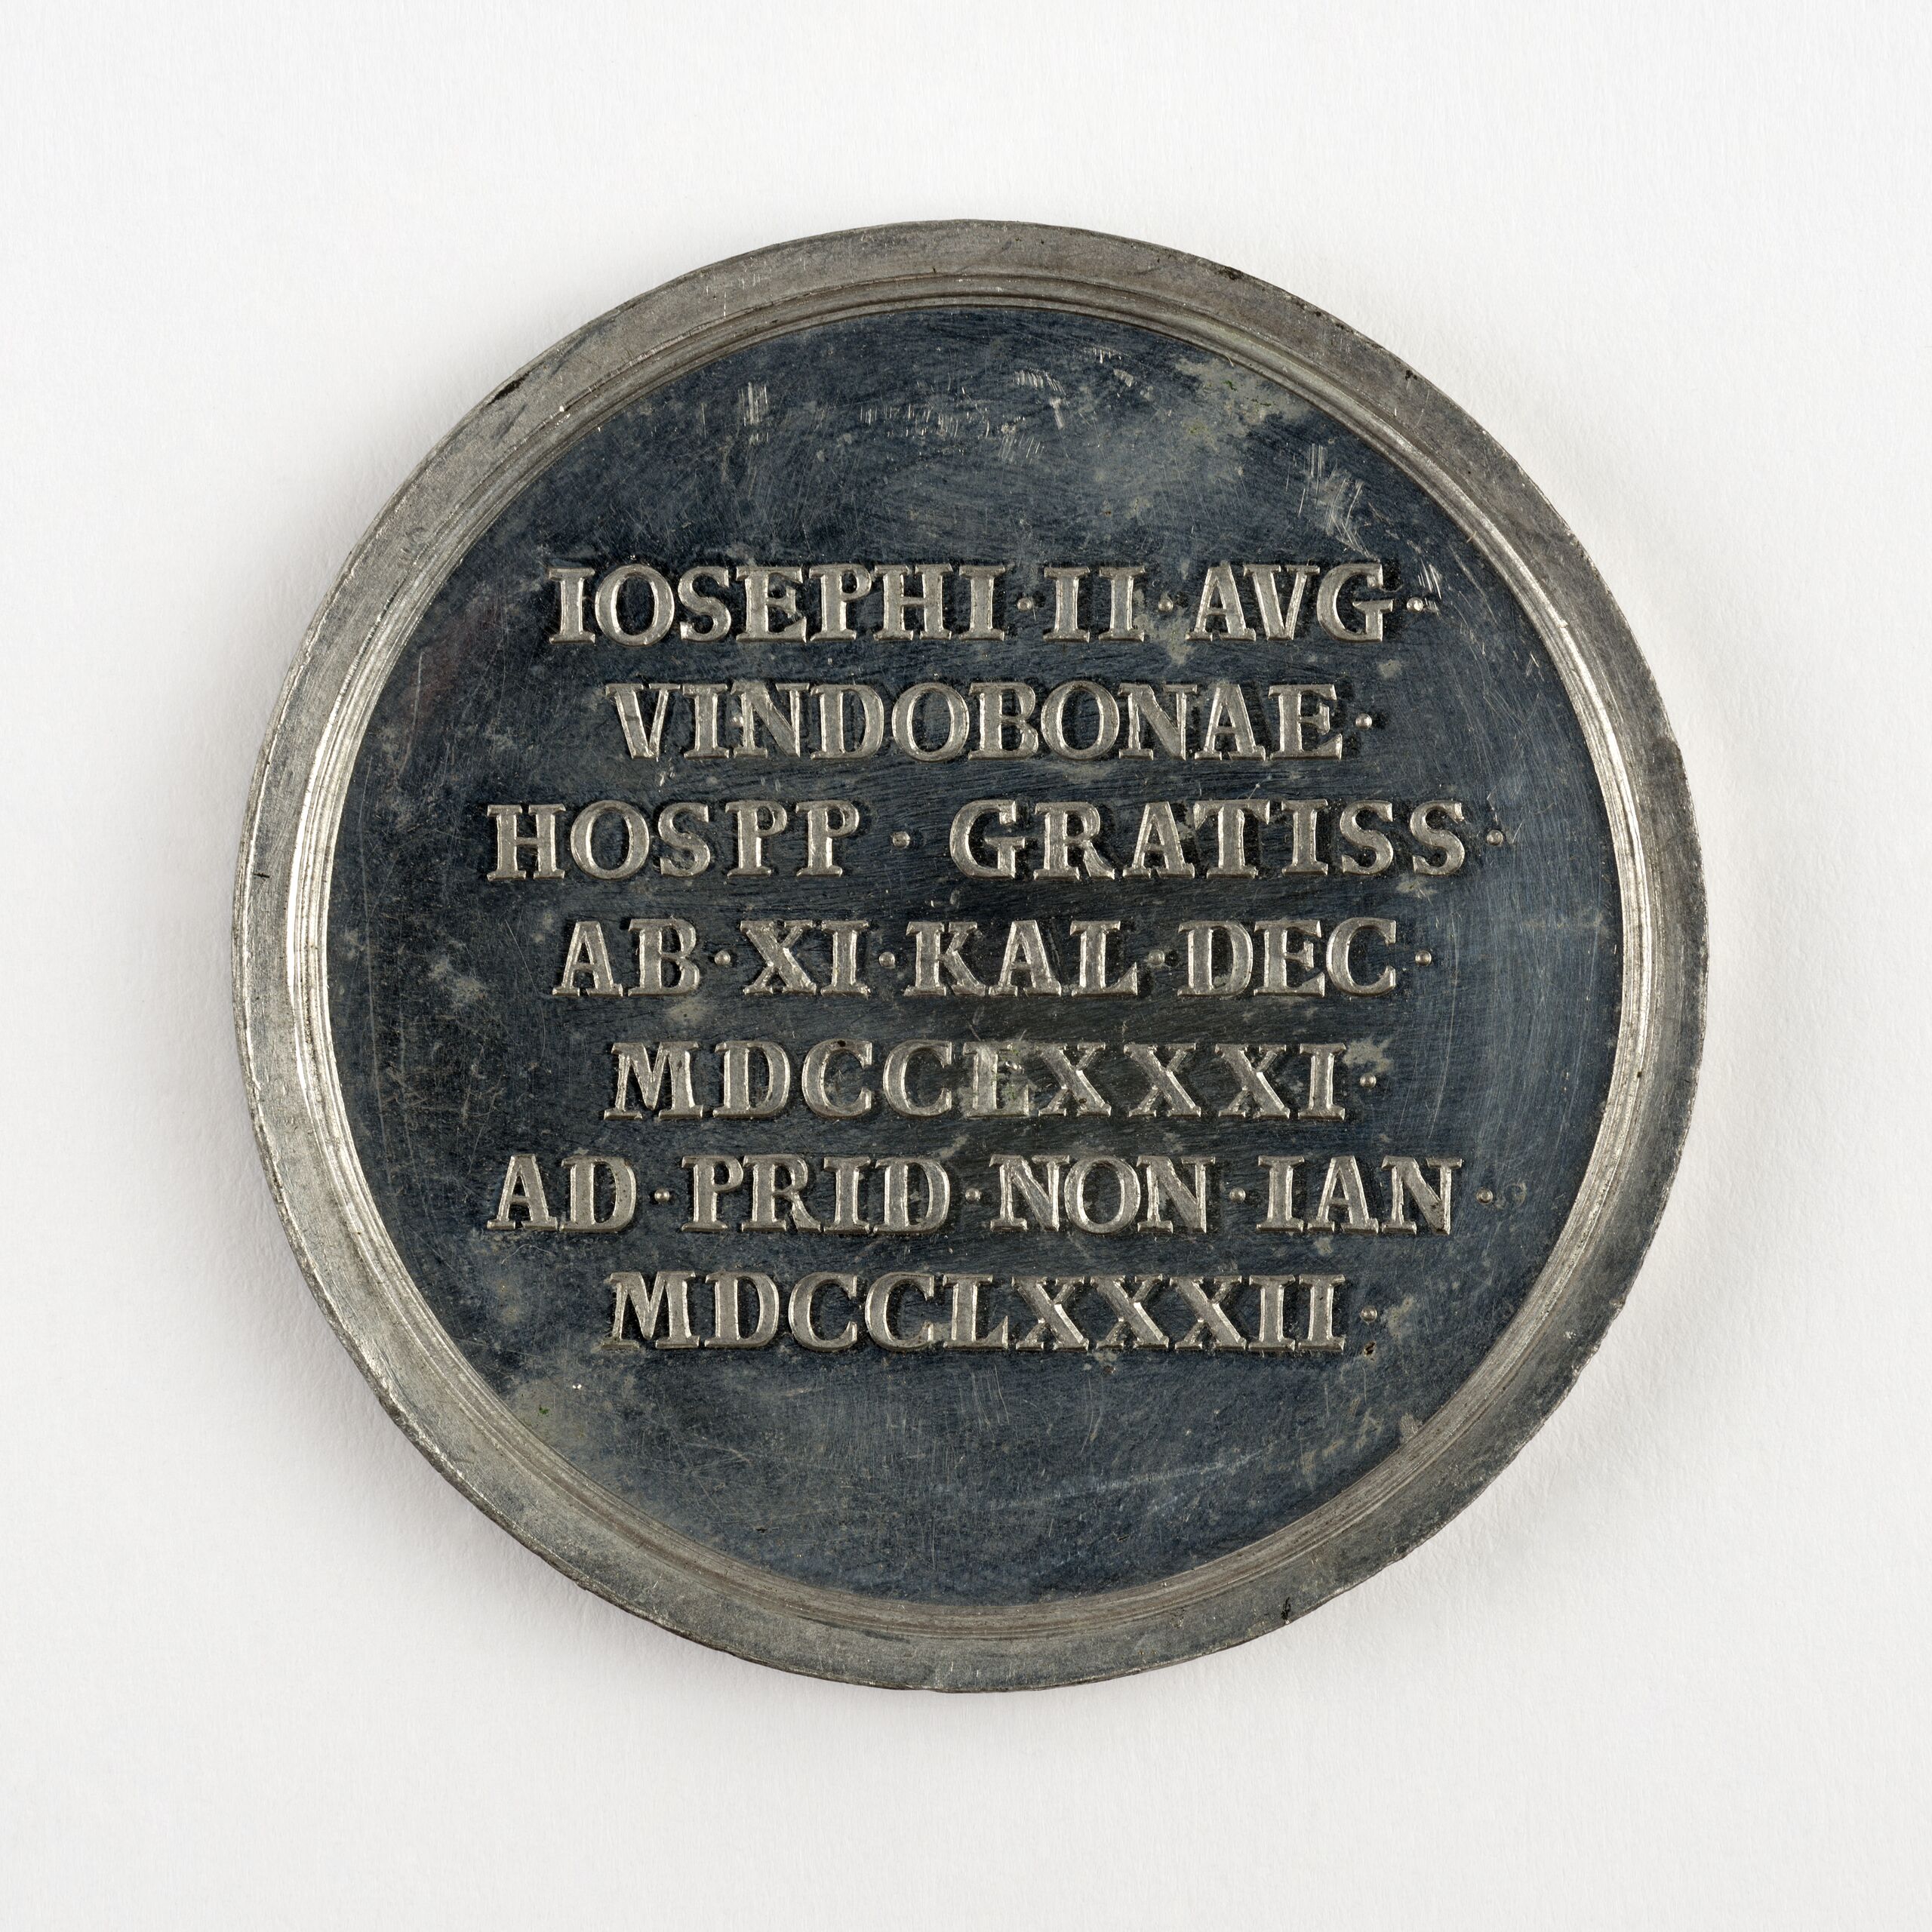 IOSEPHI·II·AVG·
VINDOBONAE·
HOSPP · GRATISS·
AB·XI·KAL·DEC·
MDCCLXXXI·
AD·PRID·NON·IAN·
MDCCLXXXII·